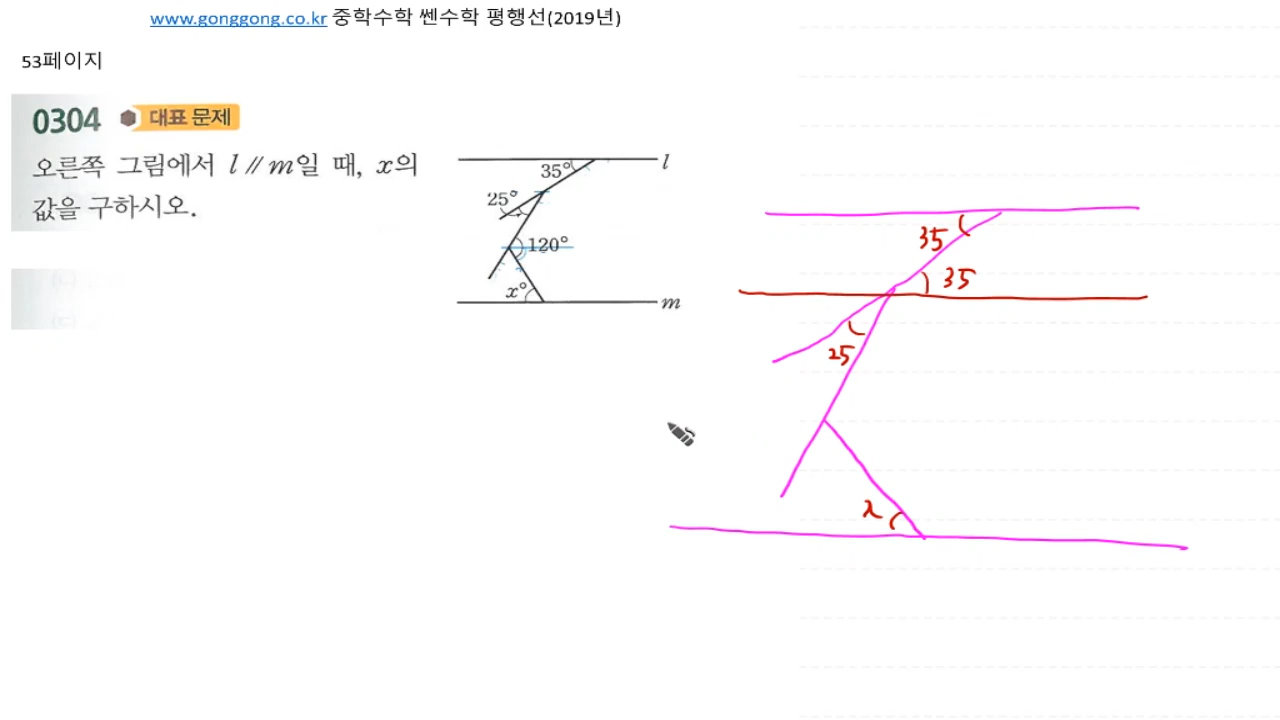 www.gonggong.co.kr 중학수학 쎈수학 평행선(2019년)
53페이지
0304 대표 문제
오른쪽 그림에서 l // m일 때, x의
값을 구하시오.
35°
l
25°
120°
x°
m
35
35
25
x